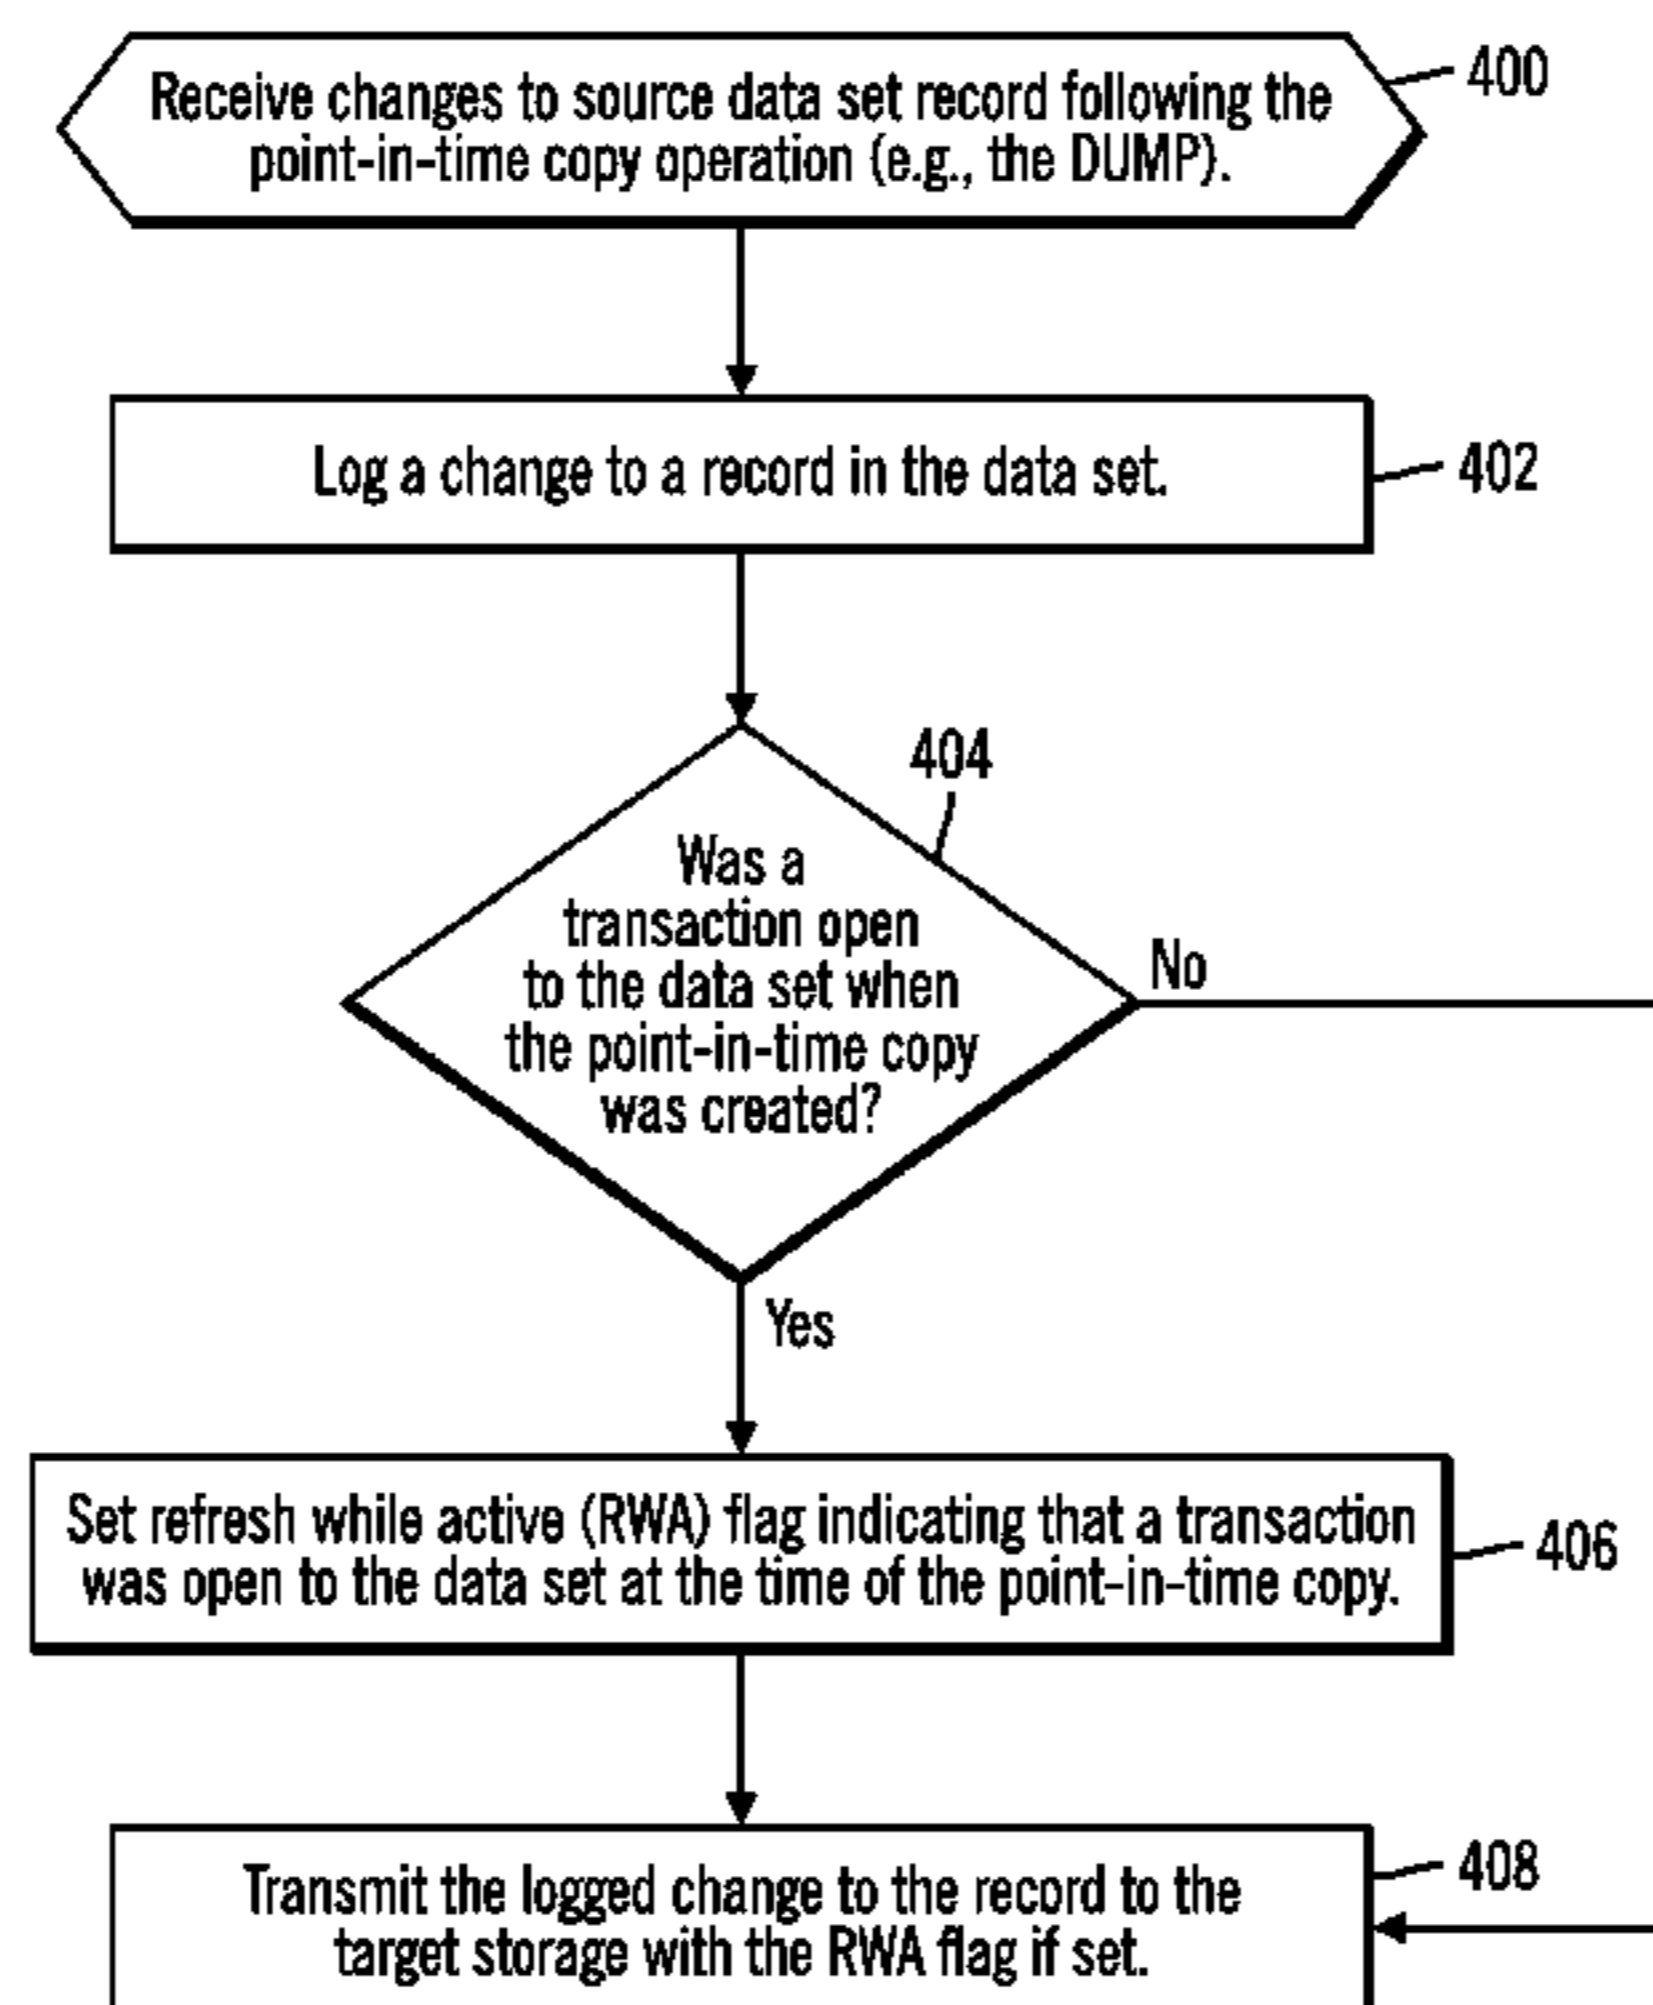 Receive changes to source data set record following the
point-in-time copy operation (e.g., the DUMP).
400
Log a change to a record in the data set.
402
404
Was a
transaction open
to the data set when
the point-in-time copy
was created?
No
Yes
Set refresh while active (RWA) flag indicating that a transaction
was open to the data set at the time of the point-in-time copy.
406
Transmit the logged change to the record to the
target storage with the RWA flag if set.
408